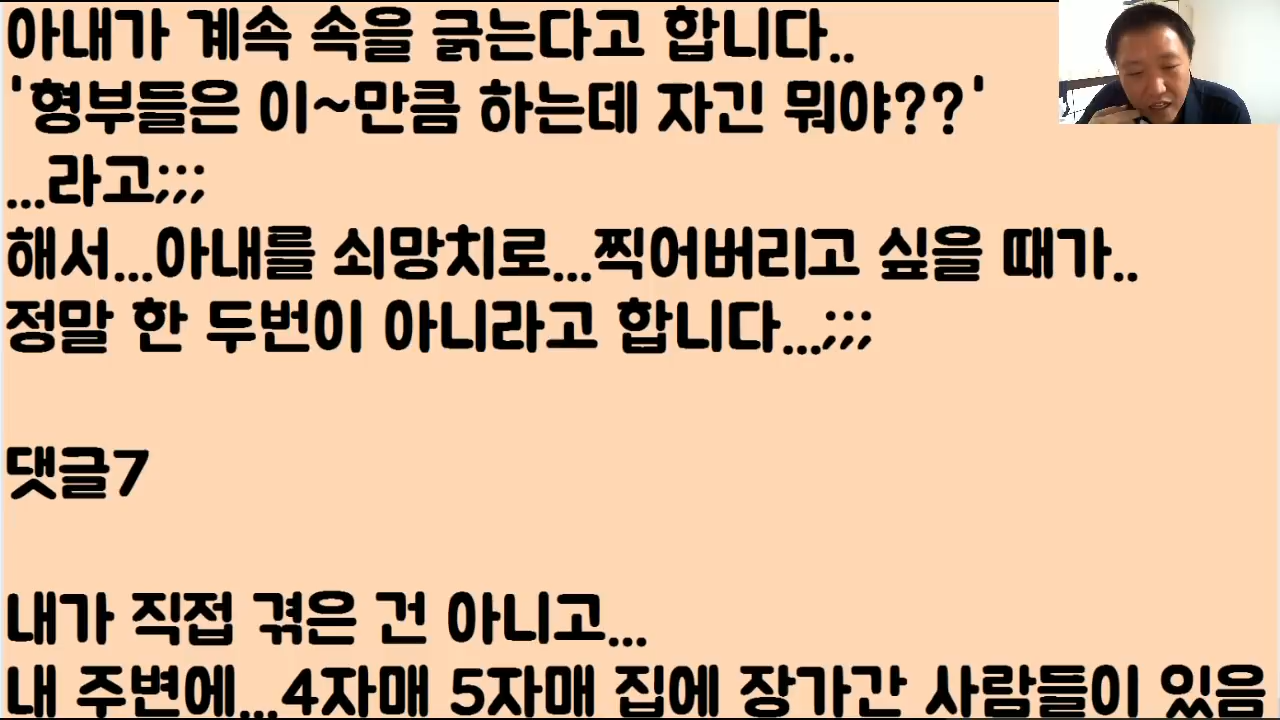 아내가 계속 속을 긁는다고 합니다..
'형부들은 이~만큼 하는데 자긴 뭐야??'
...라고;;;
해서...아내를 쇠망치로...찍어버리고 싶을 때가..
정말 한 두번이 아니라고 합니다...;;;
댓글7
내가 직접 겪은 건 아니고...
내 주변에...4자매 5자매 집에 장가간 사람들이 있음